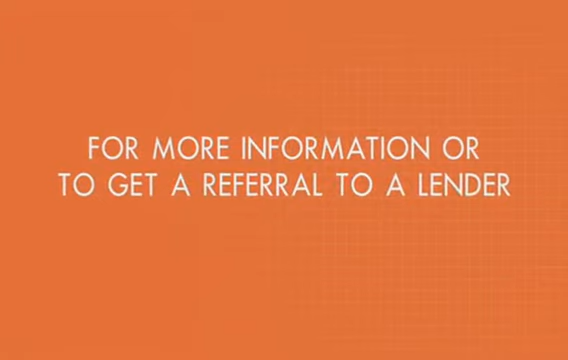 FOR MORE INFORMATION OR
TO GET A REFERRAL TO A LENDER